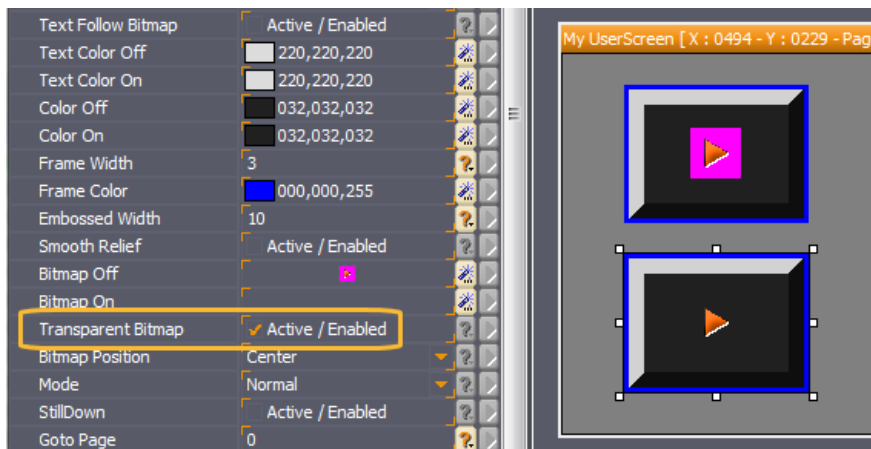 Text Follow Bitmap Active / Enabled ?
Text Color Off 220,220,220
Text Color On 220,220,220
Color Off 032,032,032
Color On 032,032,032
Frame Width 3 ?
Frame Color 000,000,255
Embossed Width 10 ?
Smooth Relief Active / Enabled ?
Bitmap Off
Bitmap On
Transparent Bitmap Active / Enabled ?
Bitmap Position Center ?
Mode Normal ?
StillDown Active / Enabled ?
Goto Page 0 ?
My UserScreen [ X : 0494 - Y : 0229 - Pag